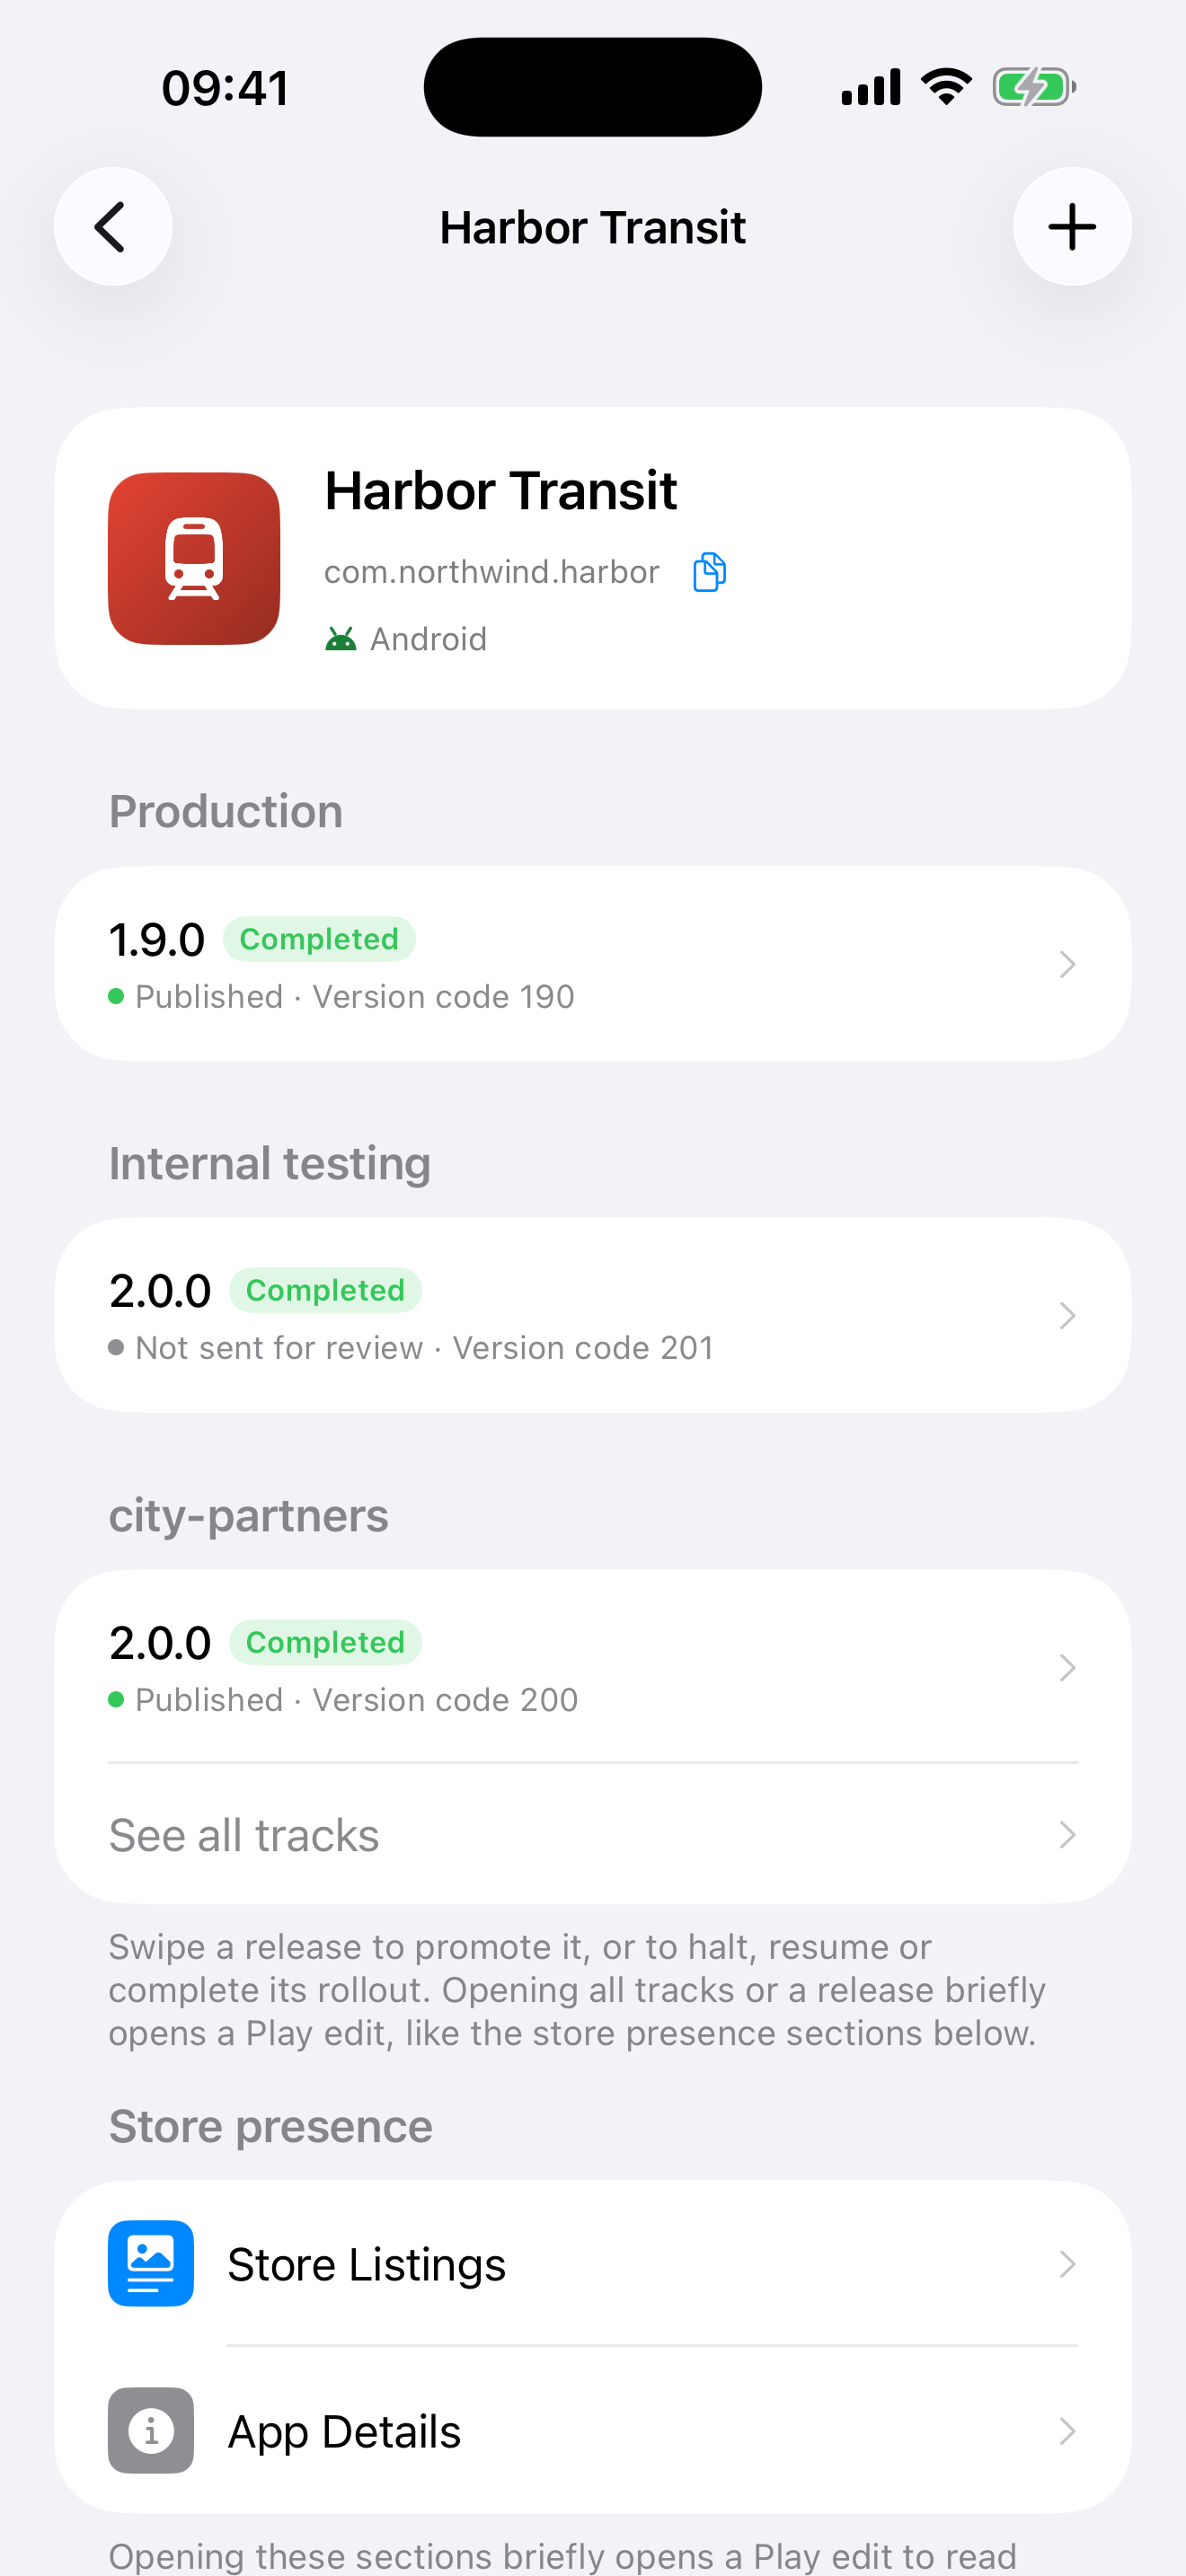 09:41
Harbor Transit
Harbor Transit
com.northwind.harbor
Android
Production
1.9.0 Completed
Published · Version code 190
Internal testing
2.0.0 Completed
Not sent for review · Version code 201
city-partners
2.0.0 Completed
Published · Version code 200
See all tracks
Swipe a release to promote it, or to halt, resume or
complete its rollout. Opening all tracks or a release briefly
opens a Play edit, like the store presence sections below.
Store presence
Store Listings
App Details
Opening these sections briefly opens a Play edit to read